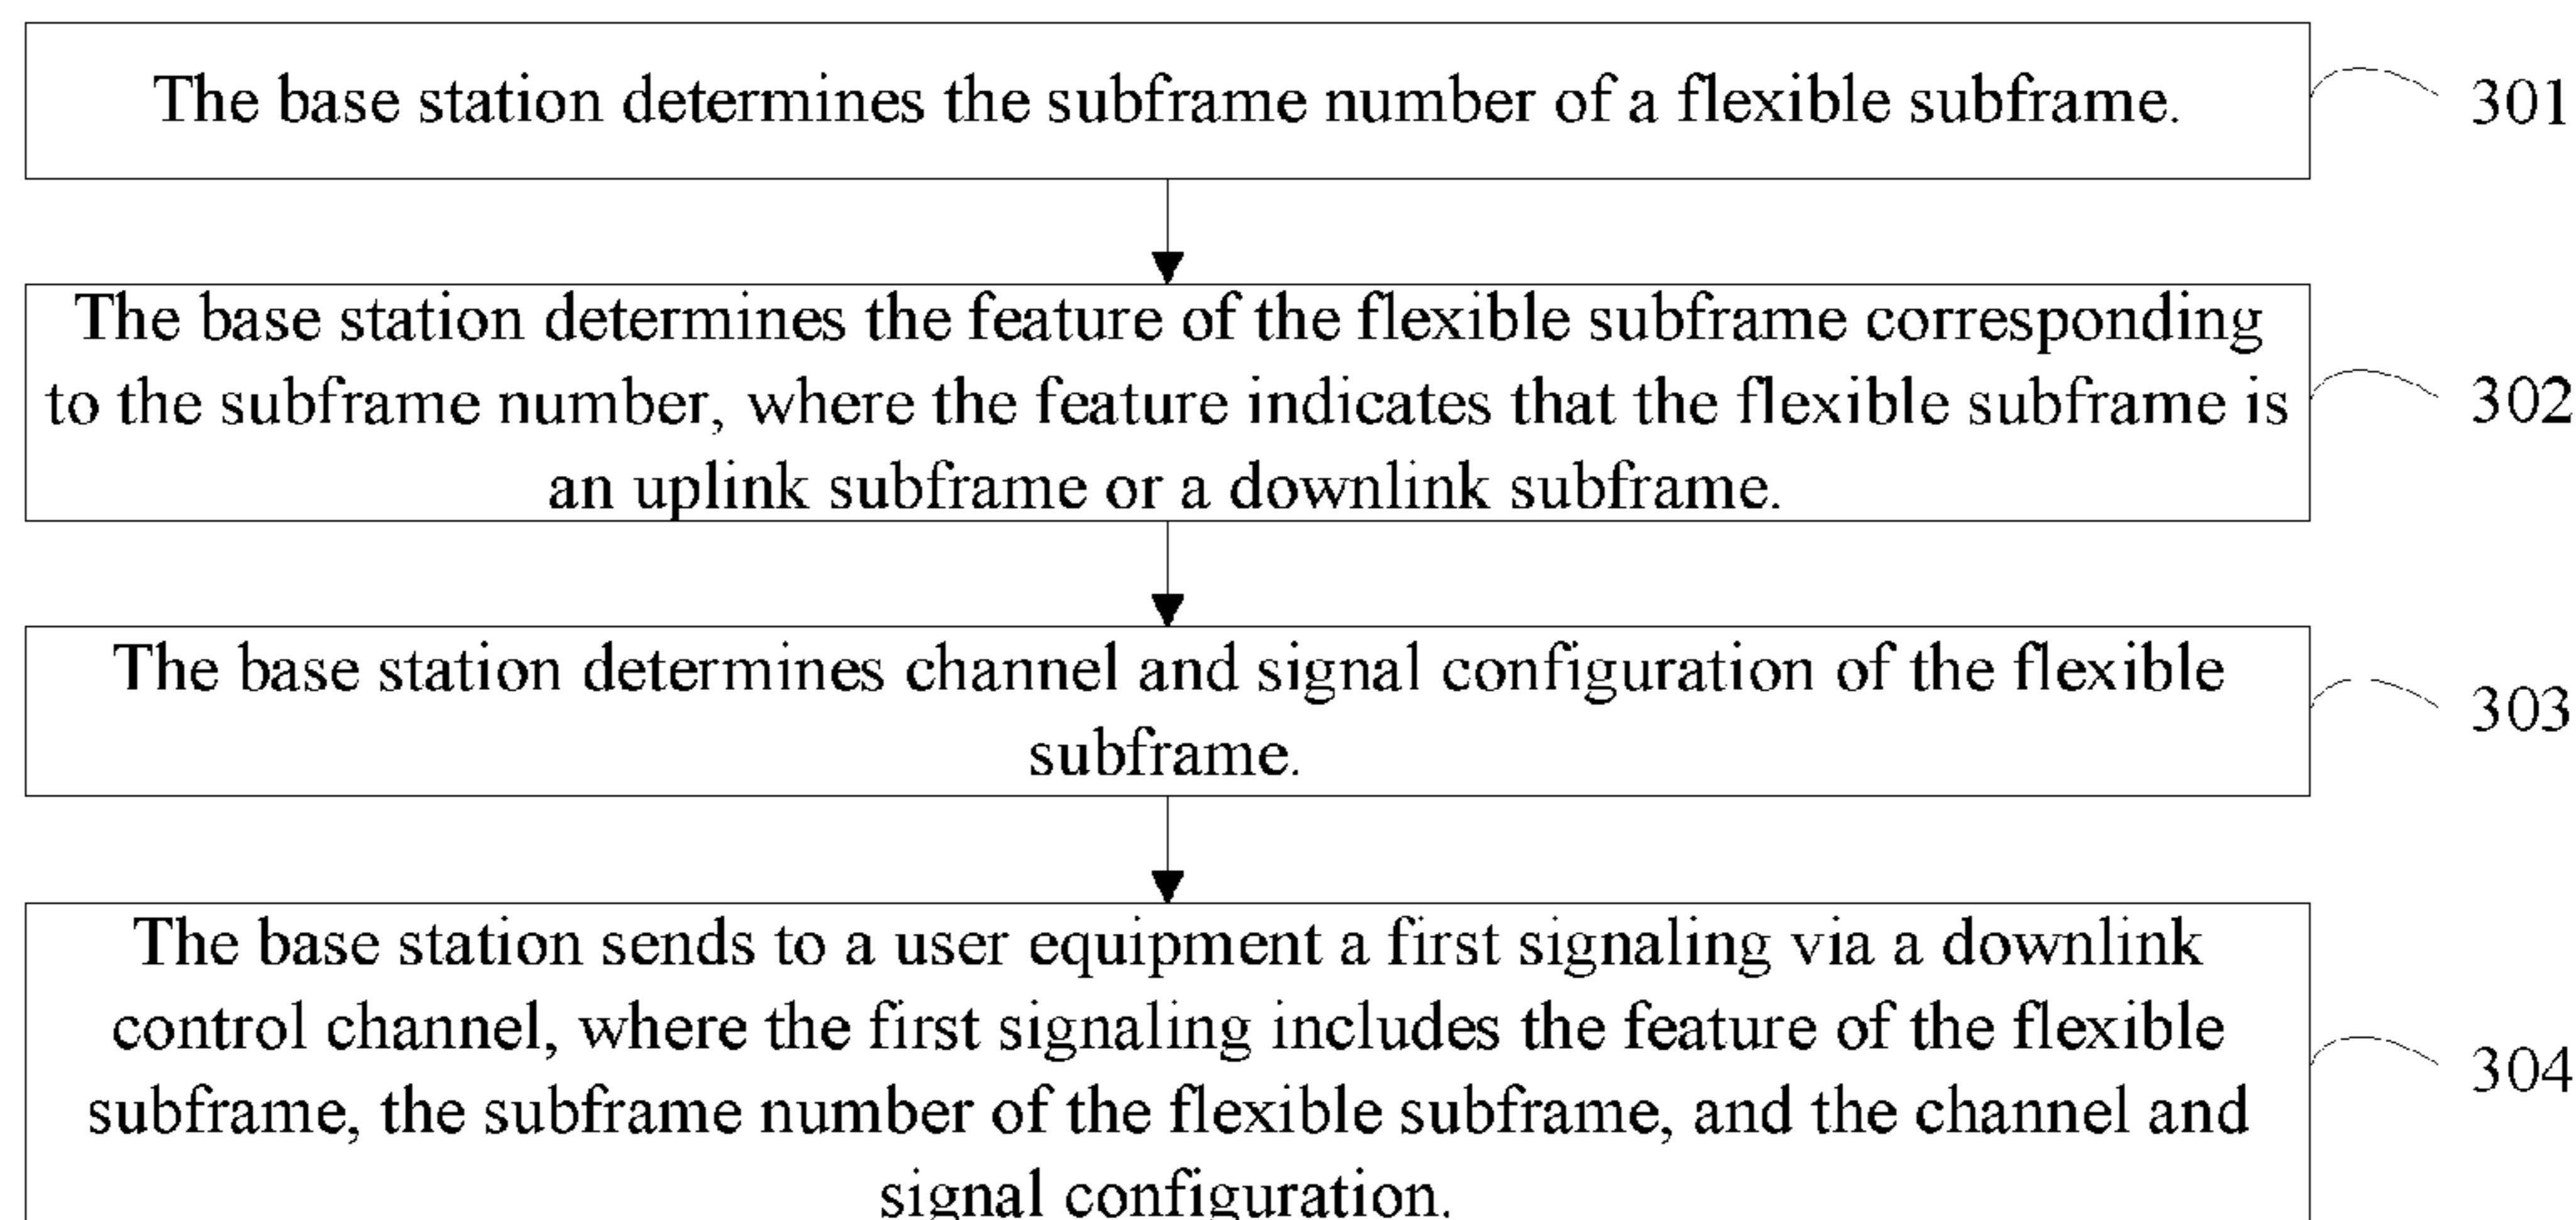 The base station determines the subframe number of a flexible subframe.
301
The base station determines the feature of the flexible subframe corresponding
to the subframe number, where the feature indicates that the flexible subframe is
an uplink subframe or a downlink subframe.
302
The base station determines channel and signal configuration of the flexible
subframe.
303
The base station sends to a user equipment a first signaling via a downlink
control channel, where the first signaling includes the feature of the flexible
subframe, the subframe number of the flexible subframe, and the channel and
signal configuration.
304